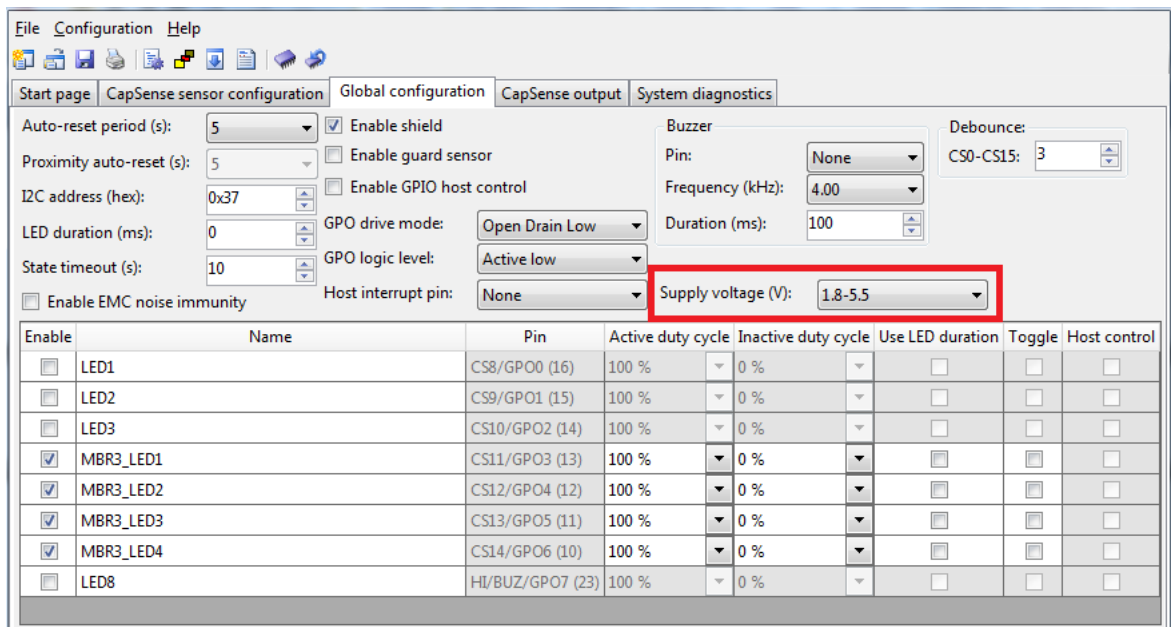 File Configuration Help
Start page CapSense sensor configuration Global configuration CapSense output System diagnostics
Auto-reset period (s): 5
Proximity auto-reset (s): 5
I2C address (hex): 0x37
LED duration (ms): 0
State timeout (s): 10
Enable EMC noise immunity
Enable shield
Enable guard sensor
Enable GPIO host control
GPO drive mode: Open Drain Low
GPO logic level: Active low
Host interrupt pin: None
Buzzer
Pin: None
Frequency (kHz): 4.00
Duration (ms): 100
Debounce:
CS0-CS15: 3
Supply voltage (V): 1.8-5.5
Enable Name Pin Active duty cycle Inactive duty cycle Use LED duration Toggle Host control
LED1 CS8/GPO0 (16) 100 % 0 %
LED2 CS9/GPO1 (15) 100 % 0 %
LED3 CS10/GPO2 (14) 100 % 0 %
MBR3_LED1 CS11/GPO3 (13) 100 % 0 %
MBR3_LED2 CS12/GPO4 (12) 100 % 0 %
MBR3_LED3 CS13/GPO5 (11) 100 % 0 %
MBR3_LED4 CS14/GPO6 (10) 100 % 0 %
LED8 HI/BUZ/GPO7 (23) 100 % 0 %